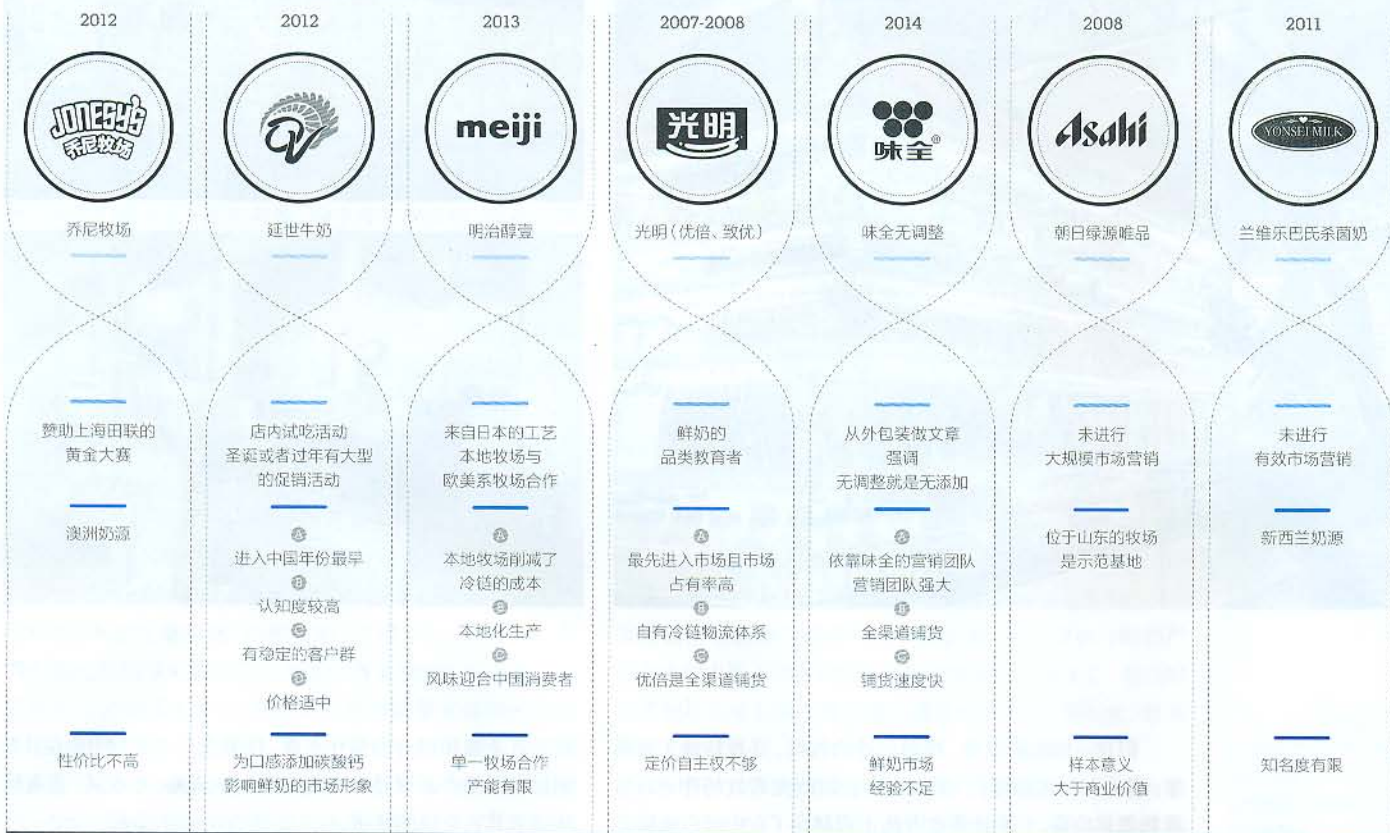 2012
JONESY'S
乔尼牧场
乔尼牧场
赞助上海田联的
黄金大赛
澳洲奶源
性价比不高
2012
延世牛奶
店内试吃活动
圣诞或者过年有大型
的促销活动
A
进入中国年份最早
B
认知度较高
C
有稳定的客户群
D
价格适中
为口感添加碳酸钙
影响鲜奶的市场形象
2013
meiji
明治醇壹
来自日本的工艺
本地牧场与
欧美系牧场合作
A
本地牧场削减了
冷链的成本
B
本地化生产
C
风味迎合中国消费者
单一牧场合作
产能有限
2007-2008
光明
光明(优倍、致优)
鲜奶的
品类教育者
A
最先进入市场且市场
占有率高
B
自有冷链物流体系
C
优倍是全渠道铺货
定价自主权不够
2014
味全®
味全无调整
从外包装做文章
强调
无调整就是无添加
A
依靠味全的营销团队
营销团队强大
B
全渠道铺货
C
铺货速度快
鲜奶市场
经验不足
2008
Asahi
朝日绿源唯品
未进行
大规模市场营销
位于山东的牧场
是示范基地
样本意义
大于商业价值
2011
YONSEI MILK
兰维乐巴氏杀菌奶
未进行
有效市场营销
新西兰奶源
知名度有限